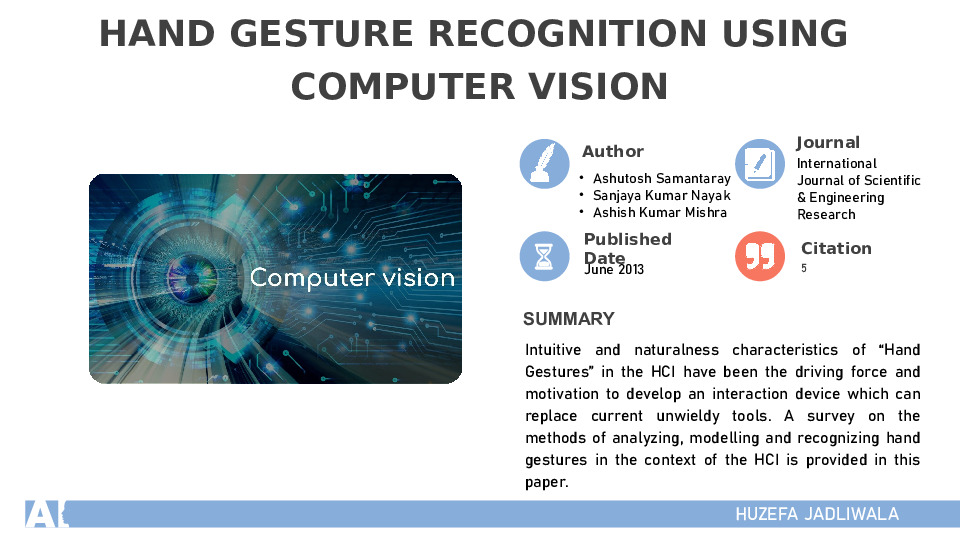 HAND GESTURE RECOGNITION USING
COMPUTER VISION
Computer vision
Author
• Ashutosh Samantaray
• Sanjaya Kumar Nayak
• Ashish Kumar Mishra
Journal
International
Journal of Scientific
& Engineering
Research
Published
Date
June 2013
Citation
5
SUMMARY
Intuitive and naturalness characteristics of “Hand
Gestures” in the HCI have been the driving force and
motivation to develop an interaction device which can
replace current unwieldy tools. A survey on the
methods of analyzing, modelling and recognizing hand
gestures in the context of the HCI is provided in this
paper.
HUZEFA JADLIWALA